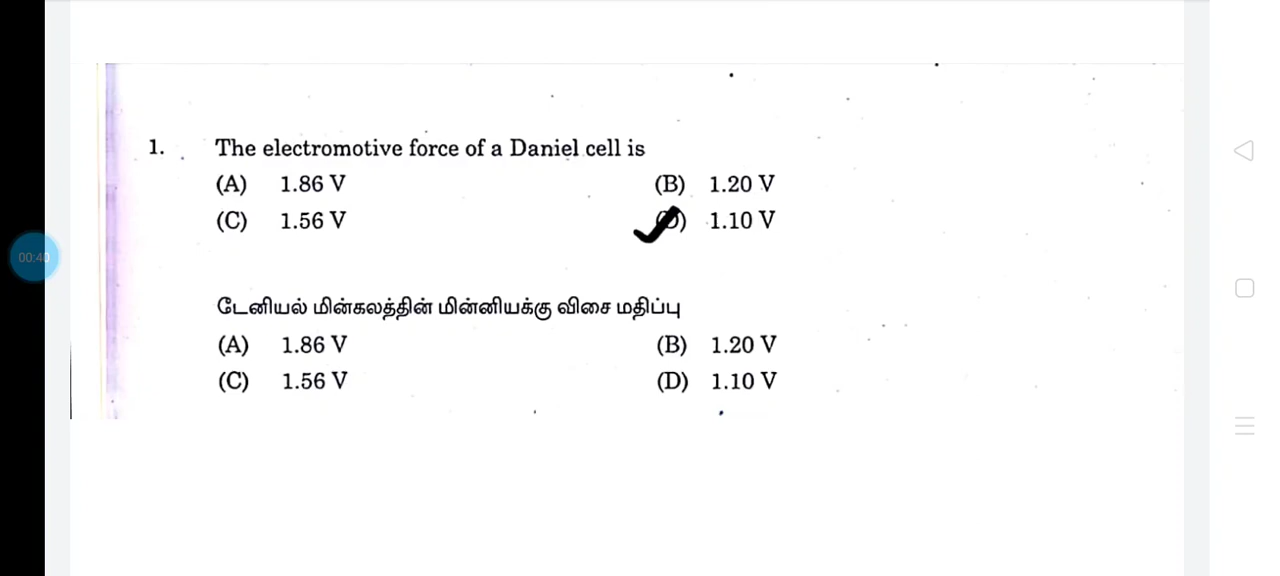 1. The electromotive force of a Daniel cell is
(A) 1.86 V (B) 1.20 V
(C) 1.56 V (D) 1.10 V
டேனியல் மின்கலத்தின் மின்னியக்கு விசை மதிப்பு
(A) 1.86 V (B) 1.20 V
(C) 1.56 V (D) 1.10 V
00:40